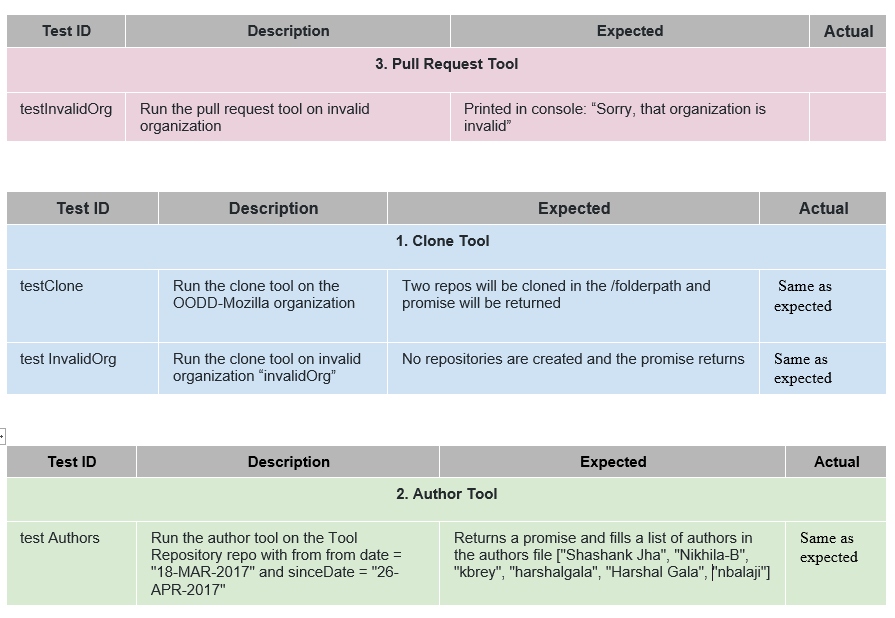 Test ID Description Expected Actual
3. Pull Request Tool
testInvalidOrg Run the pull request tool on invalid Printed in console: “Sorry, that organization is
organization invalid”
Test ID Description Expected Actual
1. Clone Tool
testClone Run the clone tool on the Two repos will be cloned in the /folderpath and Same as
OODD-Mozilla organization promise will be returned expected
test InvalidOrg Run the clone tool on invalid No repositories are created and the promise returns Same as
organization “invalidOrg” expected
Test ID Description Expected Actual
2. Author Tool
test Authors Run the author tool on the Tool Returns a promise and fills a list of authors in Same as
Repository repo with from from date = the authors file ["Shashank Jha", "Nikhila-B", expected
"18-MAR-2017" and sinceDate = "26- "kbrey", "harshalgala", "Harshal Gala", "nbalaji"]
APR-2017"